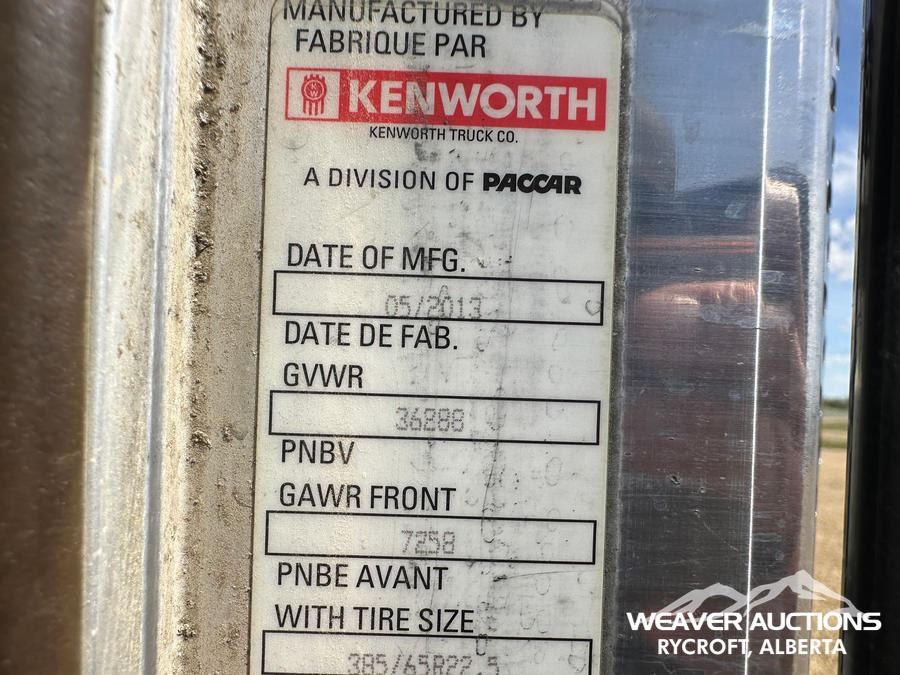 MANUFACTURED BY
FABRIQUE PAR
KW KENWORTH
KENWORTH TRUCK CO.
A DIVISION OF PACCAR
DATE OF MFG.
05/2013
DATE DE FAB.
GVWR
36288
PNBV
GAWR FRONT
7258
PNBE AVANT
WITH TIRE SIZE
385/65R22.5
WEAVER AUCTIONS
RYCROFT, ALBERTA